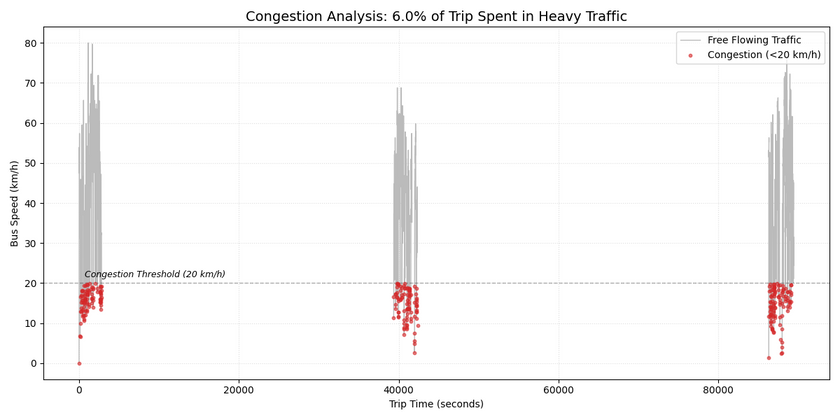 Congestion Analysis: 6.0% of Trip Spent in Heavy Traffic
Free Flowing Traffic
Congestion (<20 km/h)
80
70
60
50
40
30
20
10
0
Bus Speed (km/h)
Congestion Threshold (20 km/h)
0 20000 40000 60000 80000
Trip Time (seconds)